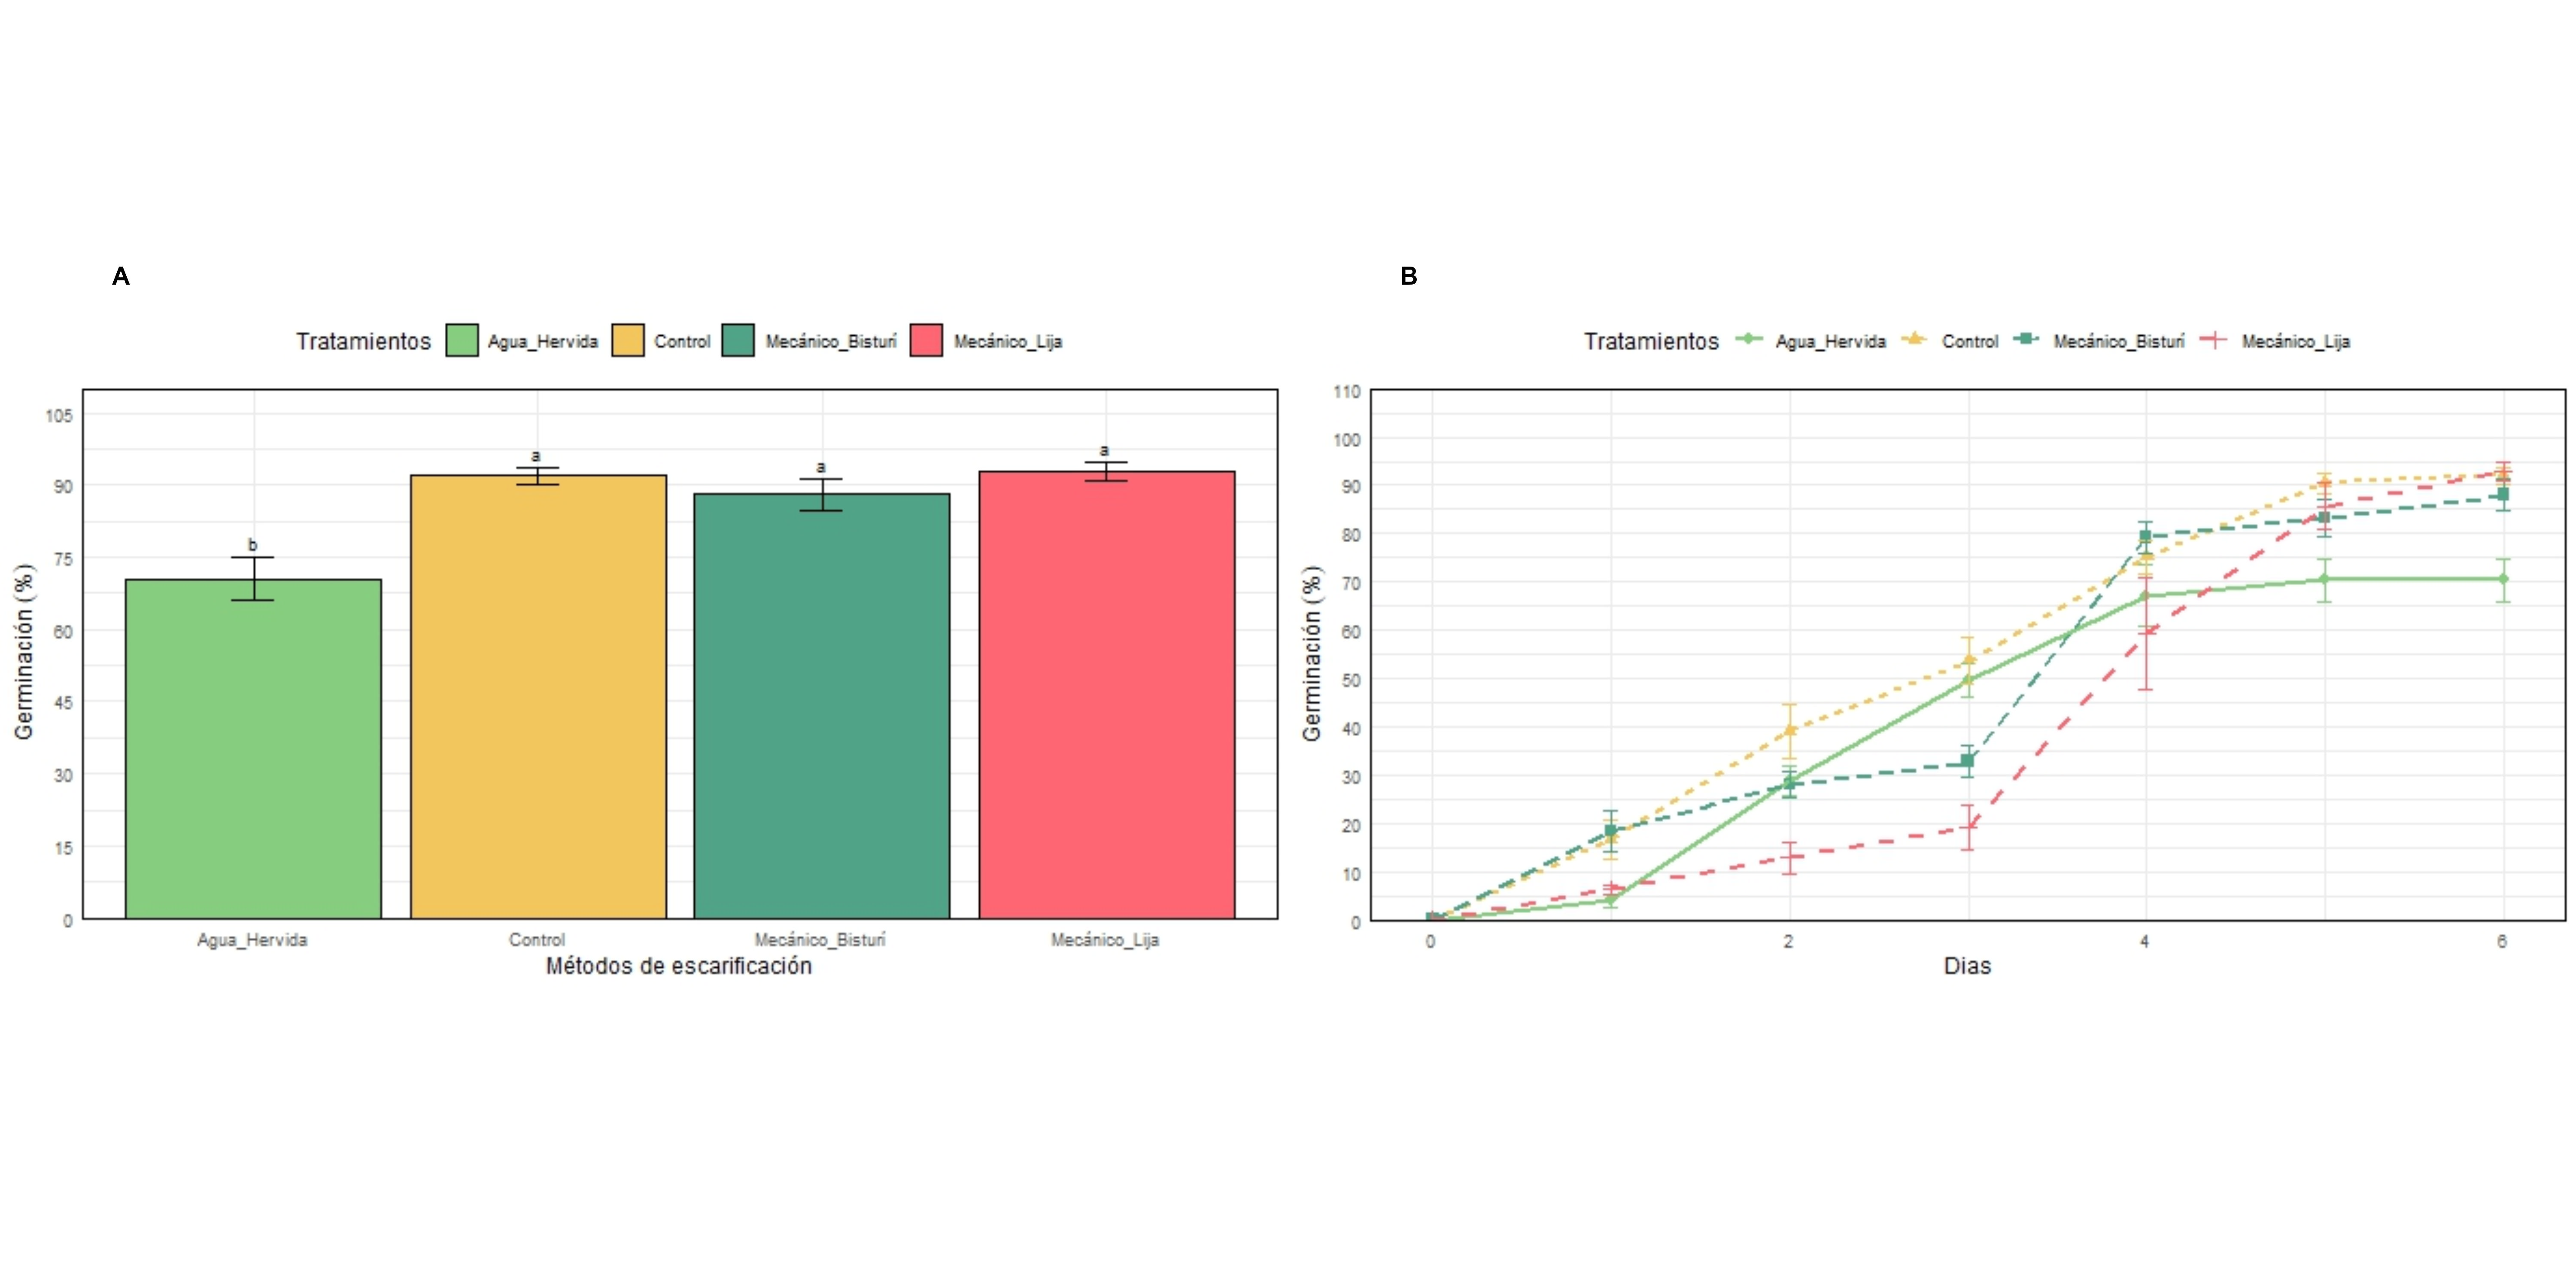 A
Tratamientos Agua_Hervida Control Mecánico_Bisturí Mecánico_Lija
105
90
75
60
45
30
15
0
Germinación (%)
b
a
a
a
Agua_Hervida Control Mecánico_Bisturí Mecánico_Lija
Métodos de escarificación
B
Tratamientos Agua_Hervida Control Mecánico_Bisturí Mecánico_Lija
110
100
90
80
70
60
50
40
30
20
10
0
Germinación (%)
0 2 4 6
Dias